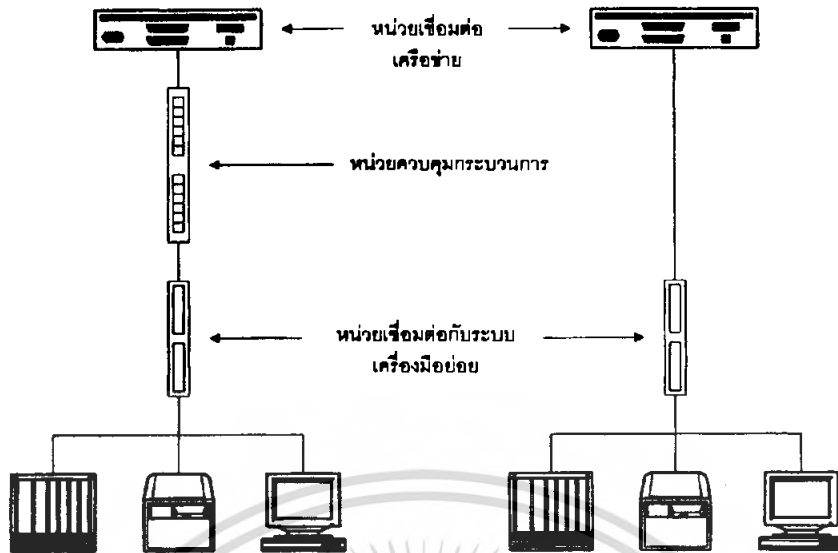 หน่วยเชื่อมต่อ
เครือข่าย
หน่วยควบคุมกระบวนการ
หน่วยเชื่อมต่อกับระบบ
เครื่องมือย่อย